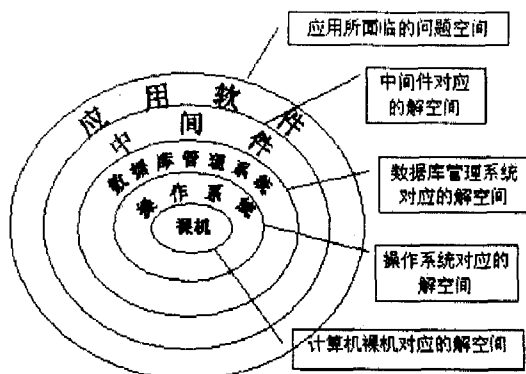 应用所面临的问题空间
中间件对应
的解空间
数据库管理系统
对应的解空间
操作系统对应的
解空间
计算机裸机对应的解空间
应用软件
中间件
数据库管理系统
操作系统
裸机